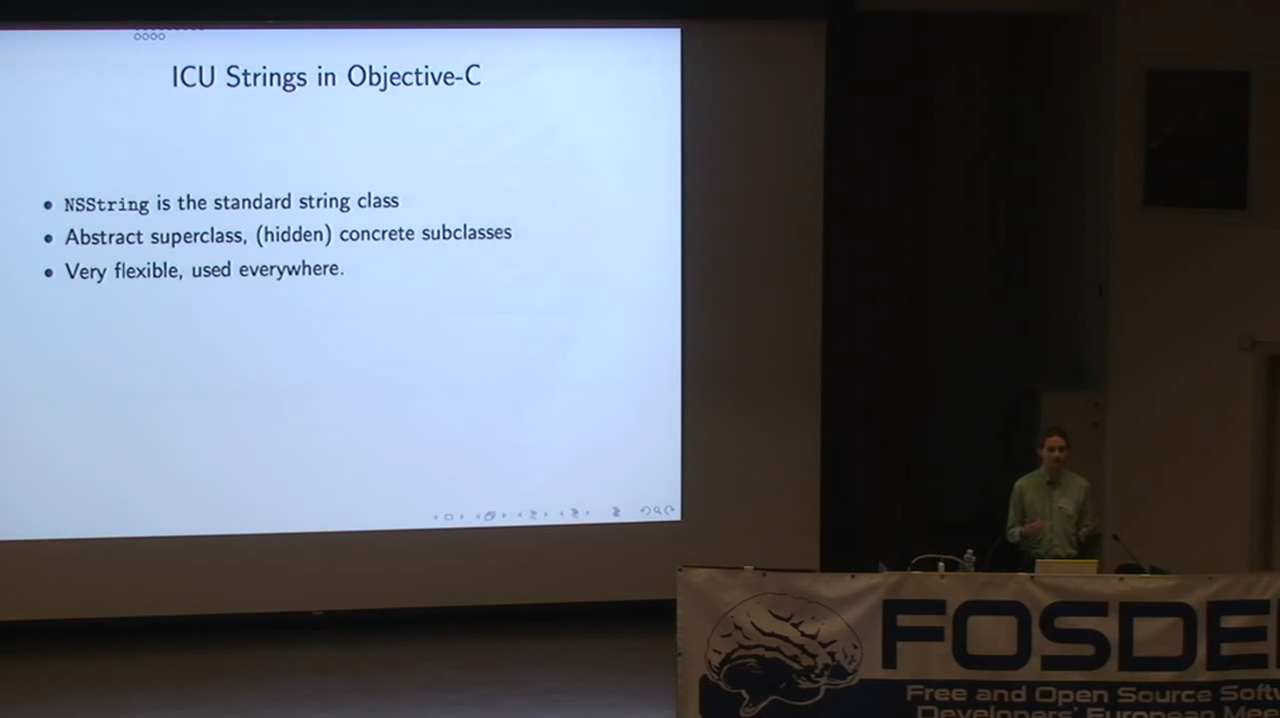 ICU Strings in Objective-C
• NSString is the standard string class
• Abstract superclass, (hidden) concrete subclasses
• Very flexible, used everywhere.
FOSDE
Free and Open Source Softw
Developers' European Mee